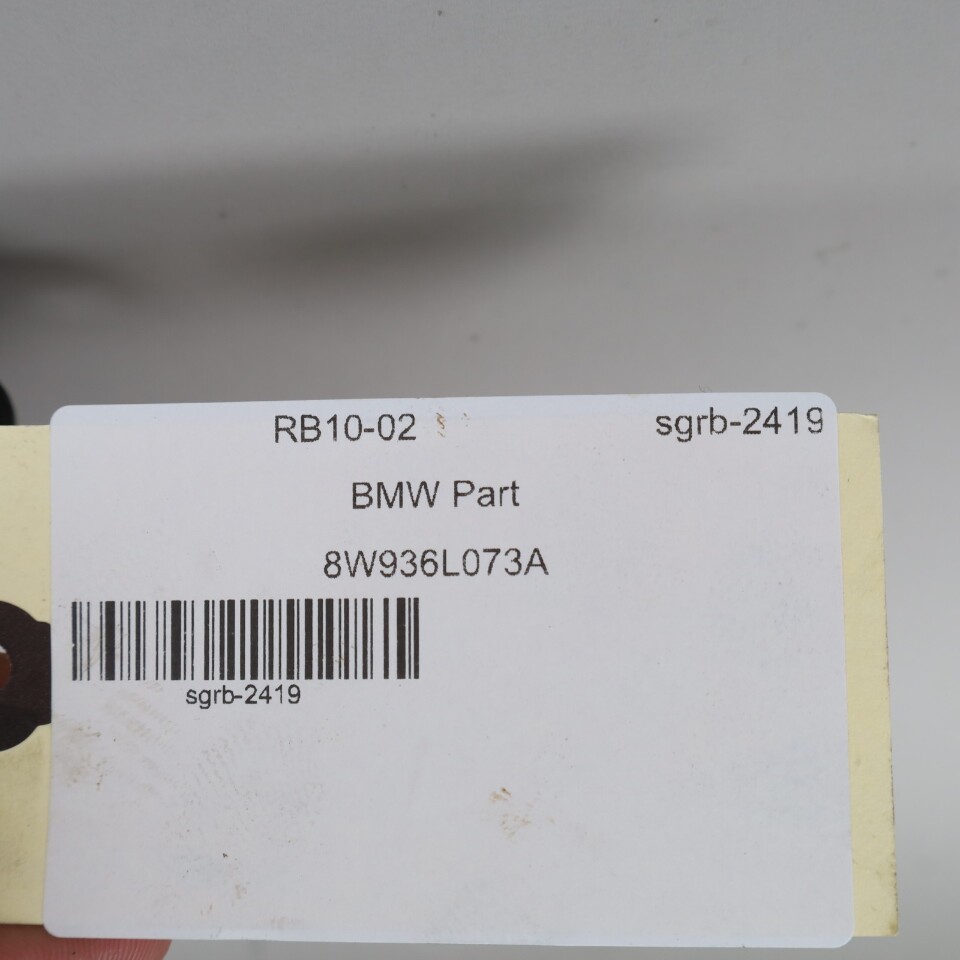 RB10-02 sgrb-2419
BMW Part
8W936L073A
sgrb-2419